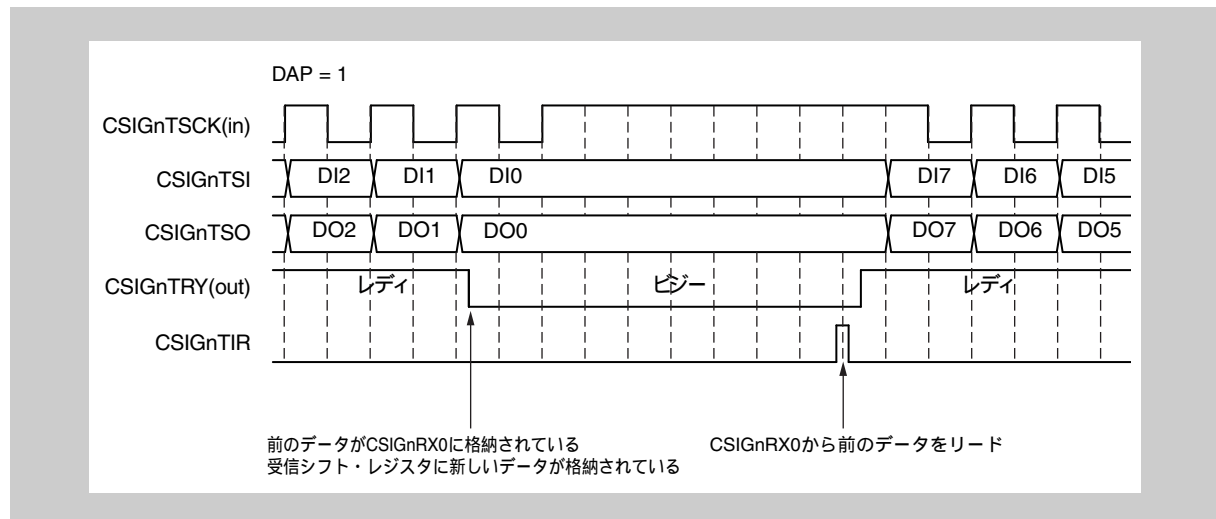 DAP = 1
CSIGnTSCK(in)
CSIGnTSI DI2 DI1 DI0 DI7 DI6 DI5
CSIGnTSO DO2 DO1 DO0 DO7 DO6 DO5
CSIGnTRY(out) レディ ビジー レディ
CSIGnTIR
前のデータがCSIGnRX0に格納されている
受信シフト・レジスタに新しいデータが格納されている
CSIGnRX0から前のデータをリード